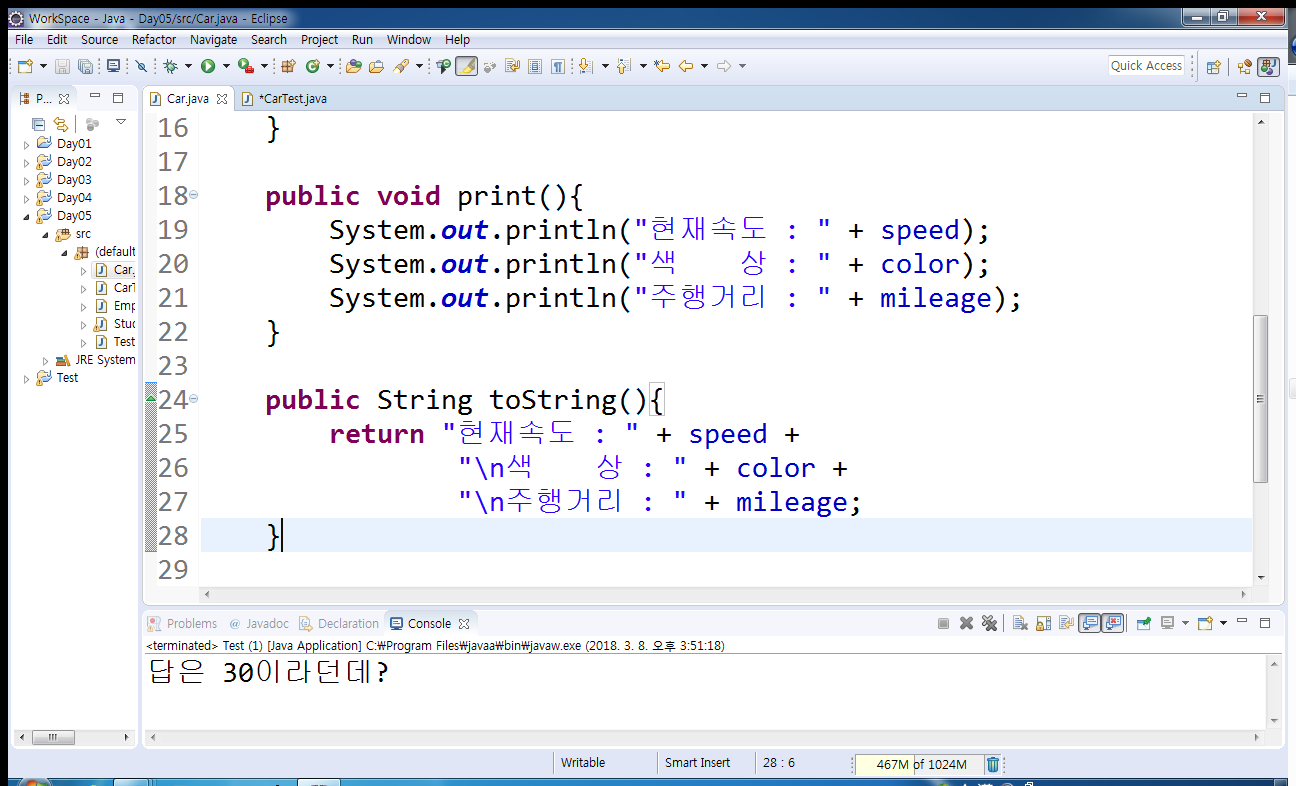 WorkSpace - Java - Day05/src/Car.java - Eclipse
File Edit Source Refactor Navigate Search Project Run Window Help
Quick Access
P...
Car.java
*CarTest.java
Day01
Day02
Day03
Day04
Day05
src
(default
Car.
CarT
Emp
Stud
Test
JRE System
Test
16 }
17
18 public void print(){
19 System.out.println("현재속도 : " + speed);
20 System.out.println("색    상 : " + color);
21 System.out.println("주행거리 : " + mileage);
22 }
23
24 public String toString(){
25 return "현재속도 : " + speed +
26 "\n색    상 : " + color +
27 "\n주행거리 : " + mileage;
28 }
29
Problems @ Javadoc Declaration Console
<terminated> Test (1) [Java Application] C:₩Program Files₩javaa₩bin₩javaw.exe (2018. 3. 8. 오후 3:51:18)
답은 30이라던데?
Writable Smart Insert 28 : 6 467M of 1024M